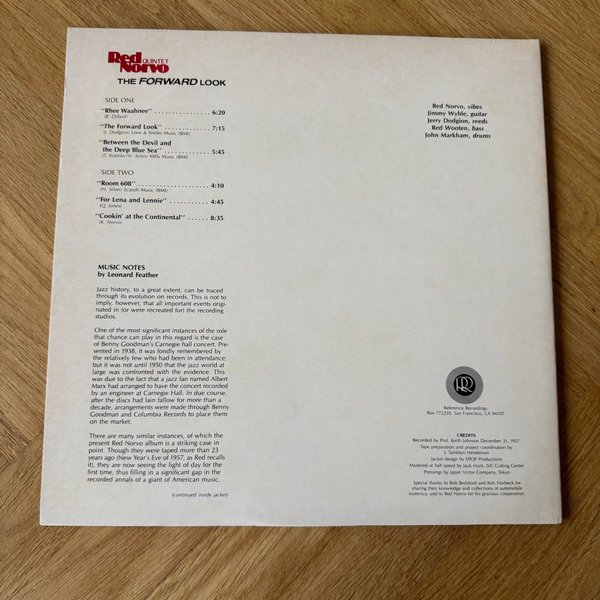 Red QUINTET
Norvo
THE FORWARD LOOK
SIDE ONE
"Rhee Waahnee" . . . . . . . . . . . . . . 6:20
(B. Dillard)
"The Forward Look" . . . . . . . . . . . 7:15
(J. Dodgion) Love & Smiles Music (BMI)
"Between the Devil and
the Deep Blue Sea" . . . . . . . . . . . 5:45
(T. Koehler/H. Arlen) Mills Music (BMI)
SIDE TWO
"Room 608" . . . . . . . . . . . . . . . . . 4:10
(H. Silver) Ecaroh Music (BMI)
"For Lena and Lennie" . . . . . . . . . 4:45
(Q. Jones)
"Cookin' at the Continental" . . . . . 8:35
(K. Norvo)
Red Norvo, vibes
Jimmy Wyble, guitar
Jerry Dodgion, reeds
Red Wooten, bass
John Markham, drums
MUSIC NOTES
by Leonard Feather
Jazz history, to a great extent, can be traced
through its evolution on records. This is not to
imply, however, that all important events origi-
nated in (or were recreated for) the recording
studios.
One of the most significant instances of the role
that chance can play in this regard is the case
of Benny Goodman's Carnegie hall concert. Pre-
sented in 1938, it was fondly remembered by
the relatively few who had been in attendance;
but it was not until 1950 that the jazz world at
large was confronted with the evidence. This
was due to the fact that a jazz fan named Albert
Marx had arranged to have the concert recorded
by an engineer at Carnegie Hall. In due course,
after the discs had lain fallow for more than a
decade, arrangements were made through Benny
Goodman and Columbia Records to place them
on the market.
There are many similar instances, of which the
present Red Norvo album is a striking case in
point. Though they were taped more than 23
years ago (New Year's Eve of 1957, as Red recalls
it), they are now seeing the light of day for the
first time, thus filling in a significant gap in the
recorded annals of a giant of American music.
(continued inside jacket)
RR
Reference Recordings
Box 77225X, San Francisco, CA 94107
CREDITS
Recorded by Prof. Keith Johnson December 31, 1957
Tape preparation and project coordination by
J. Tamblyn Henderson
Jacket design by EPOP Productions
Mastered at half speed by Jack Hunt, JVC Cutting Center
Pressings by Japan Victor Company, Tokyo
Special thanks to Bob Breisford and Kim Norbeck for
sharing their knowledge and collections of automobile
esoterica, and to Red Norvo for his gracious cooperation.